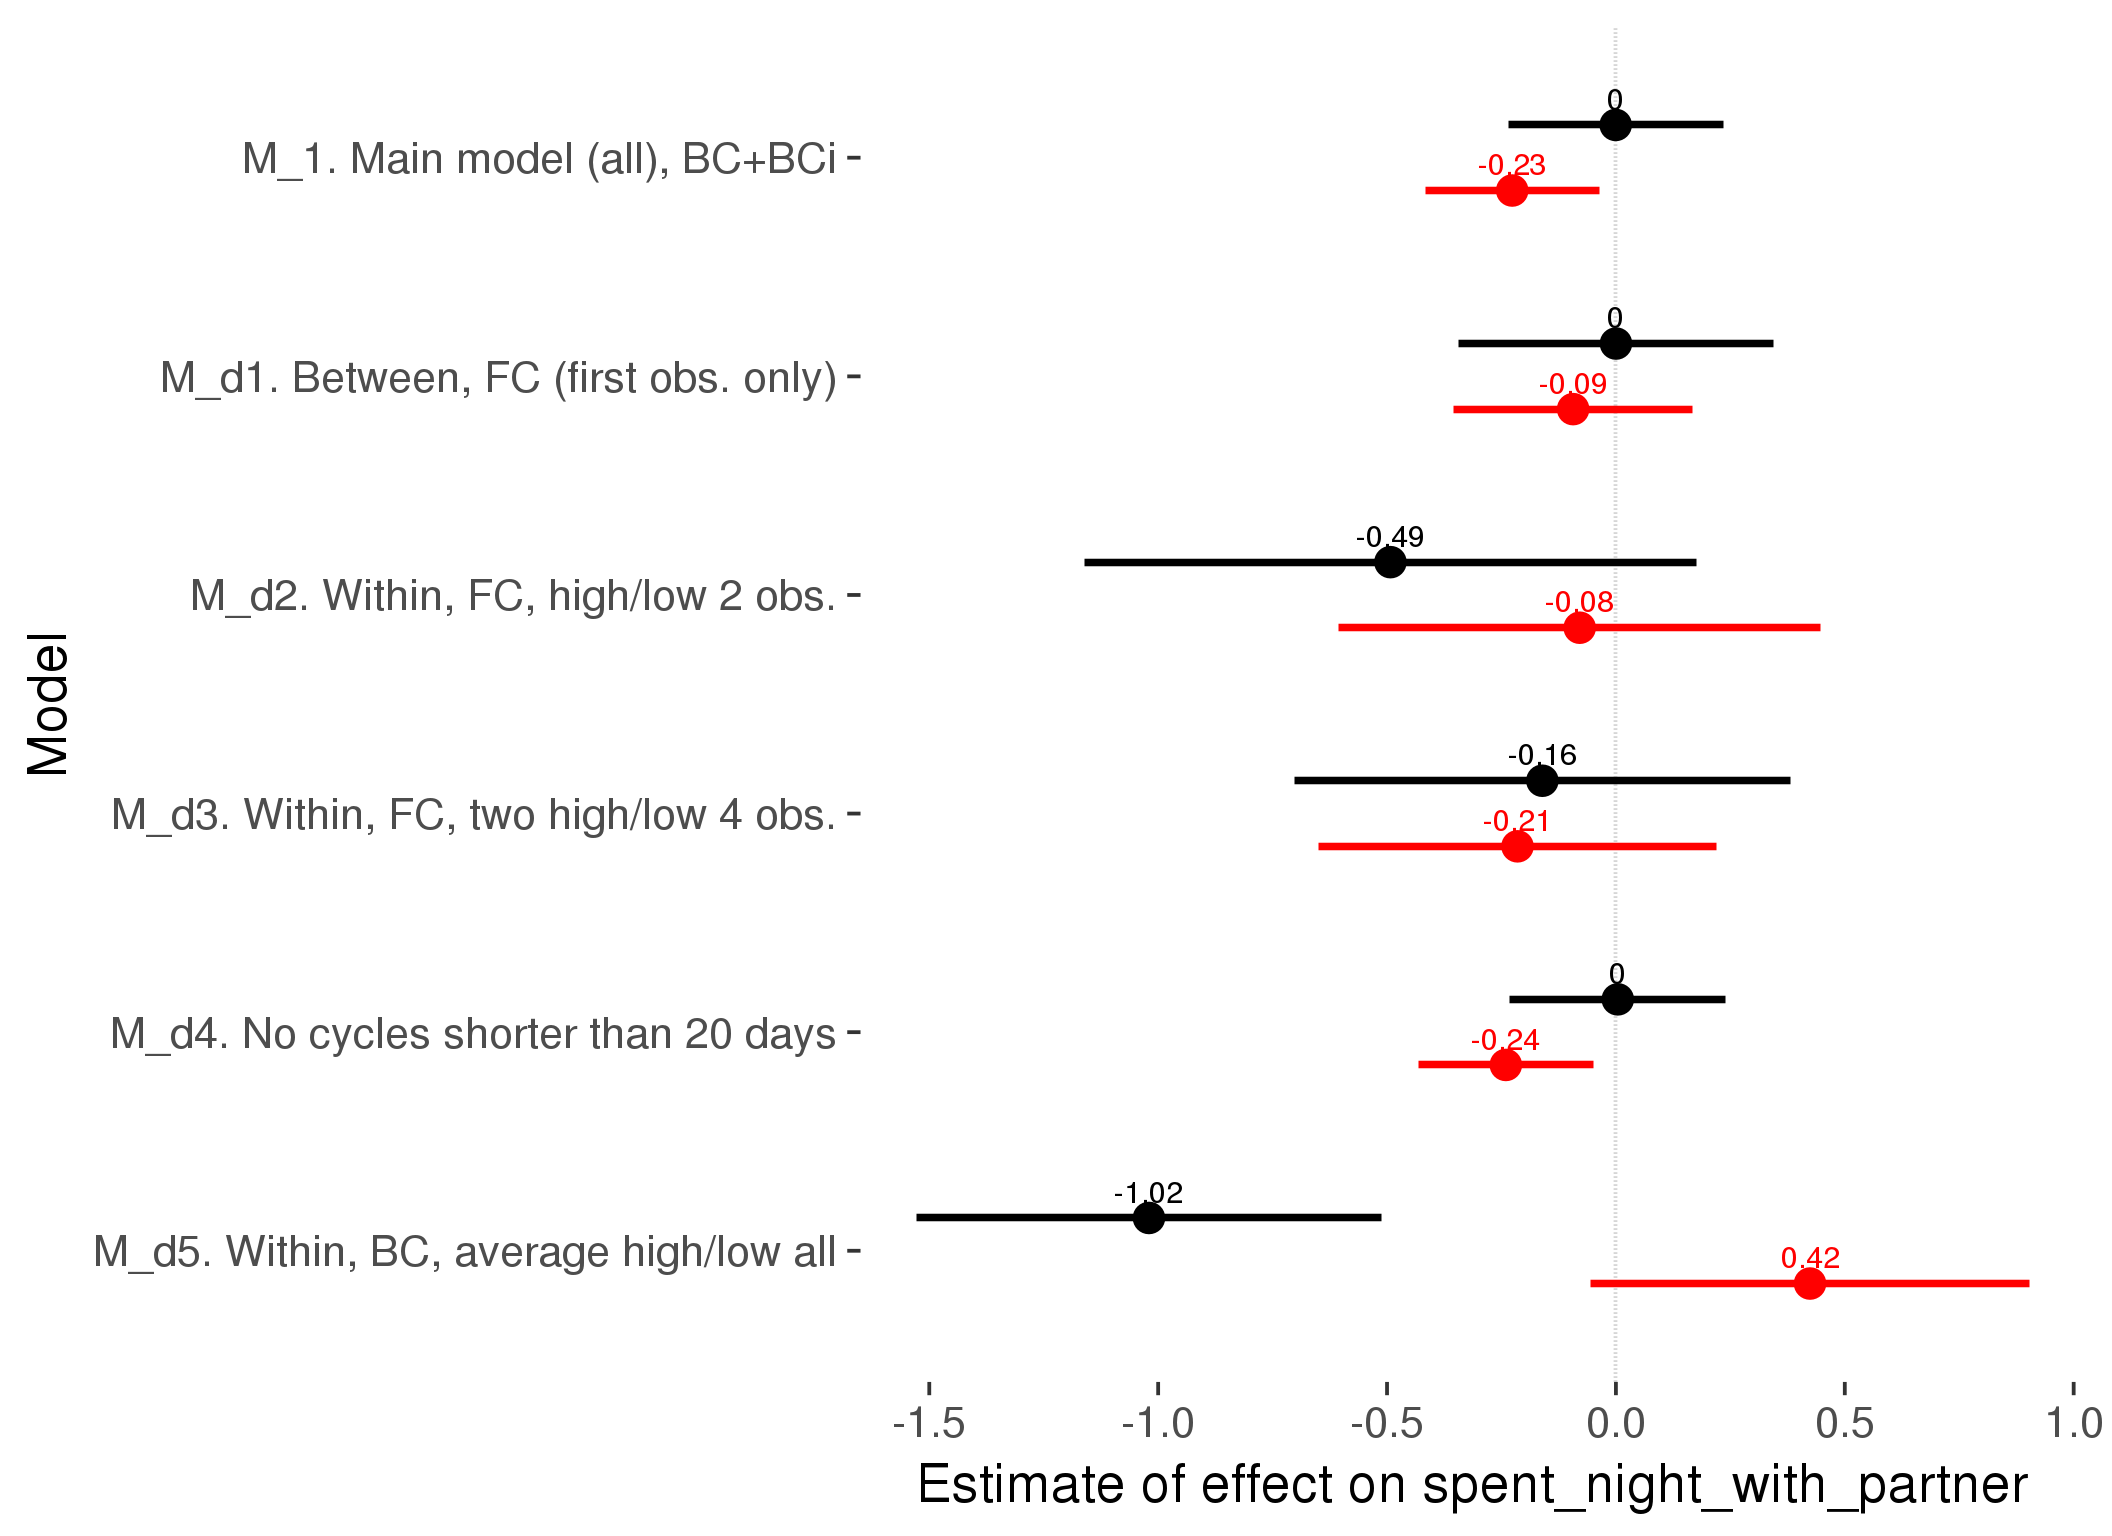 0
M_1. Main model (all), BC+BCi
-0.23
0
M_d1. Between, FC (first obs. only)
-0.09
-0.49
M_d2. Within, FC, high/low 2 obs.
-0.08
Model
-0.16
M_d3. Within, FC, two high/low 4 obs.
-0.21
0
M_d4. No cycles shorter than 20 days
-0.24
-1.02
M_d5. Within, BC, average high/low all
0.42
-1.5 -1.0 -0.5 0.0 0.5 1.0
Estimate of effect on spent_night_with_partner